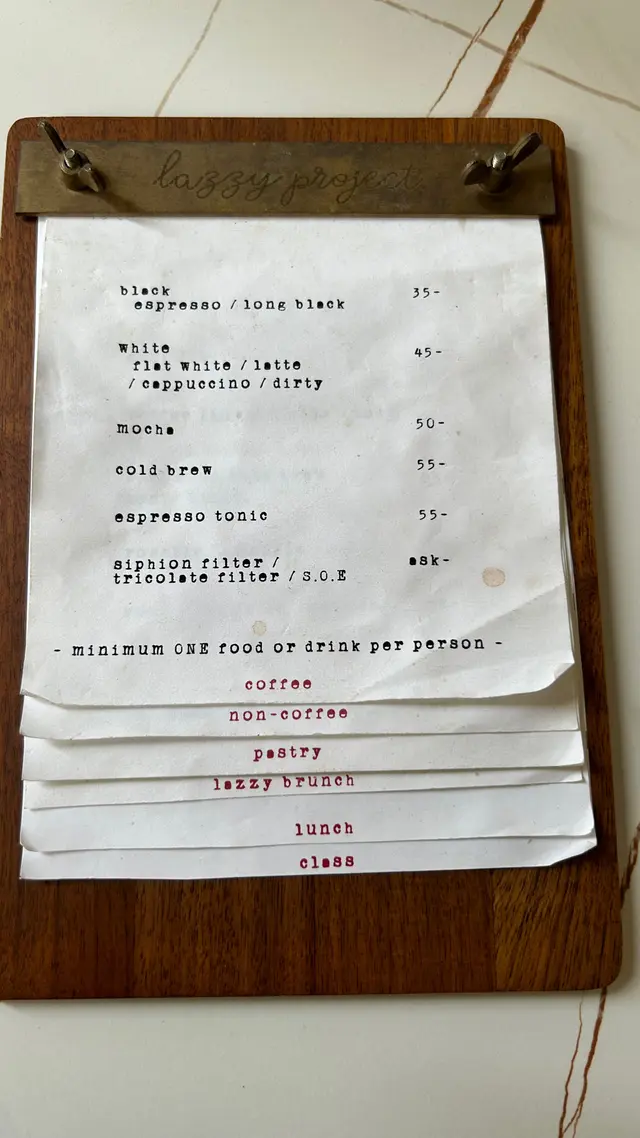 lazzy project
black 35-
espresso / long black
white 45-
flat white / latte
/ cappuccino / dirty
mocha 50-
cold brew 55-
espresso tonic 55-
siphion filter / ask-
tricolate filter / S.O.E
- minimum ONE food or drink per person -
coffee
non-coffee
pastry
lazzy brunch
lunch
class